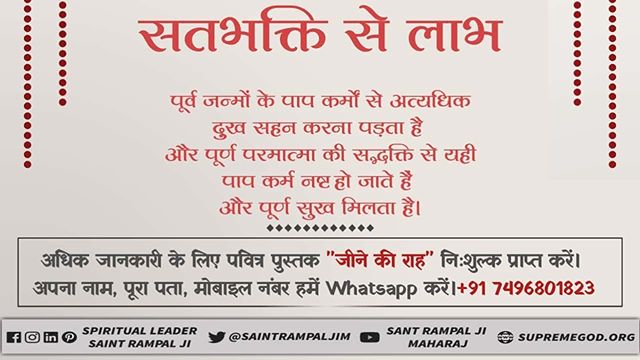 सतभक्ति से लाभ
पूर्व जन्मों के पाप कर्मों से अत्यधिक
दुख सहन करना पड़ता है
और पूर्ण परमात्मा की सद्भक्ति से यही
पाप कर्म नष्ट हो जाते हैं
और पूर्ण सुख मिलता है।
अधिक जानकारी के लिए पवित्र पुस्तक "जीने की राह" निःशुल्क प्राप्त करें।
अपना नाम, पूरा पता, मोबाइल नंबर हमें Whatsapp करें।+91 7496801823
SPIRITUAL LEADER
SAINT RAMPAL JI
@SAINTRAMPALJIM
SANT RAMPAL JI
MAHARAJ
SUPREMEGOD.ORG